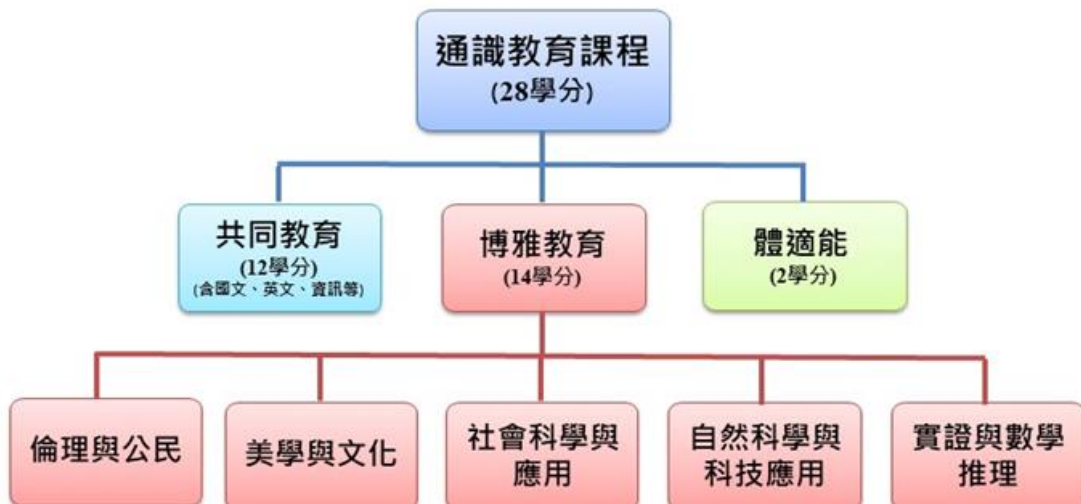 通識教育課程
(28學分)
共同教育
(12學分)
(含國文、英文、資訊等)
博雅教育
(14學分)
體適能
(2學分)
倫理與公民
美學與文化
社會科學與
應用
自然科學與
科技應用
實證與數學
推理